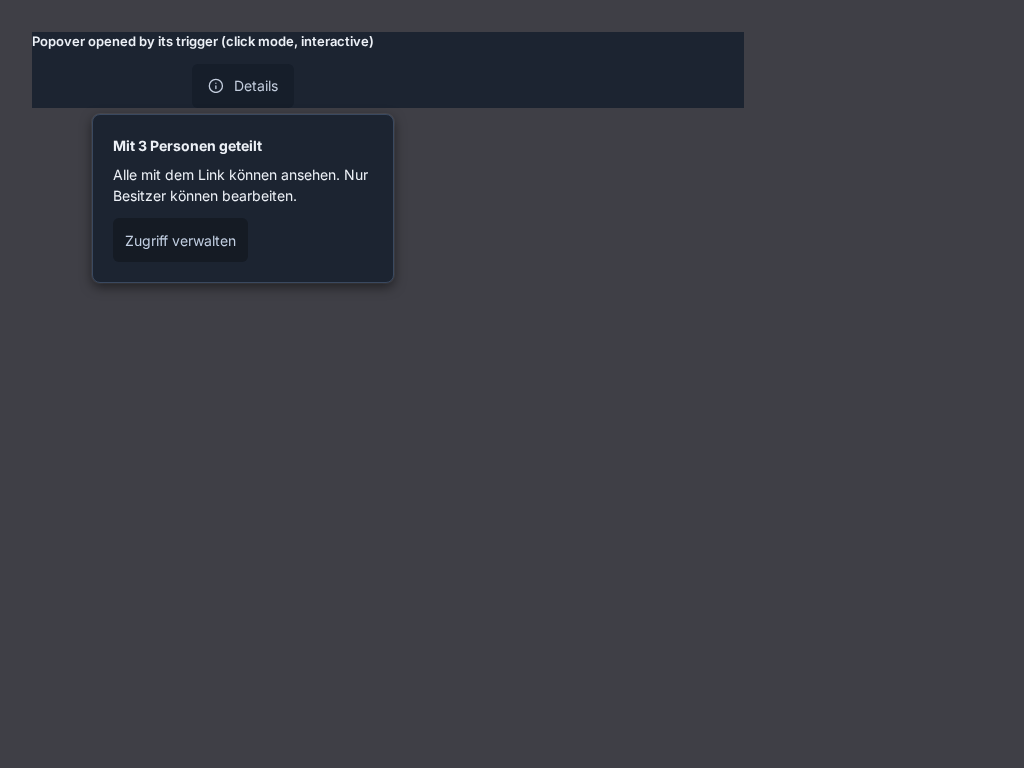 Popover opened by its trigger (click mode, interactive)
Details
Mit 3 Personen geteilt
Alle mit dem Link können ansehen. Nur
Besitzer können bearbeiten.
Zugriff verwalten